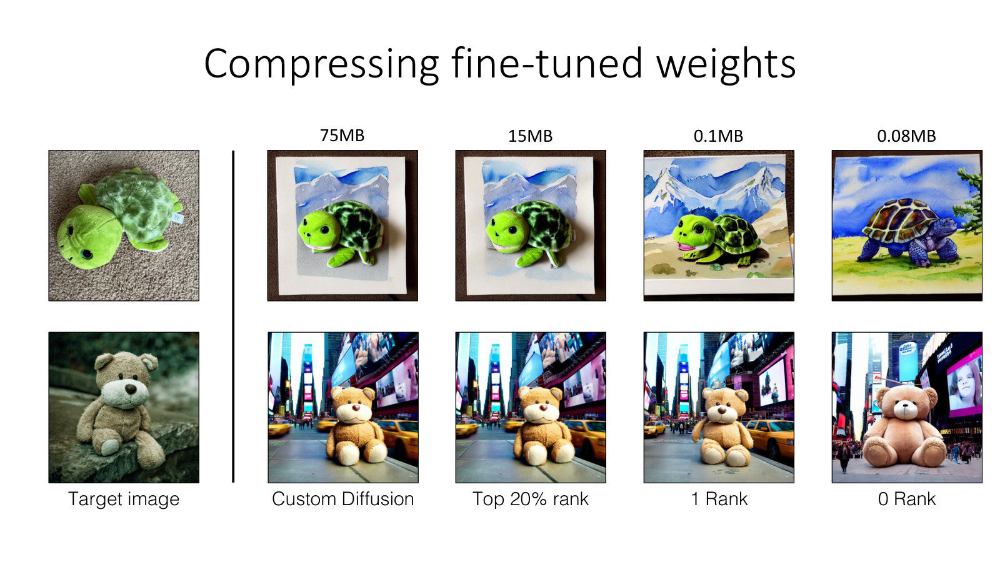 Compressing fine-tuned weights
75MB
15MB
0.1MB
0.08MB
Target image
Custom Diffusion
Top 20% rank
1 Rank
0 Rank